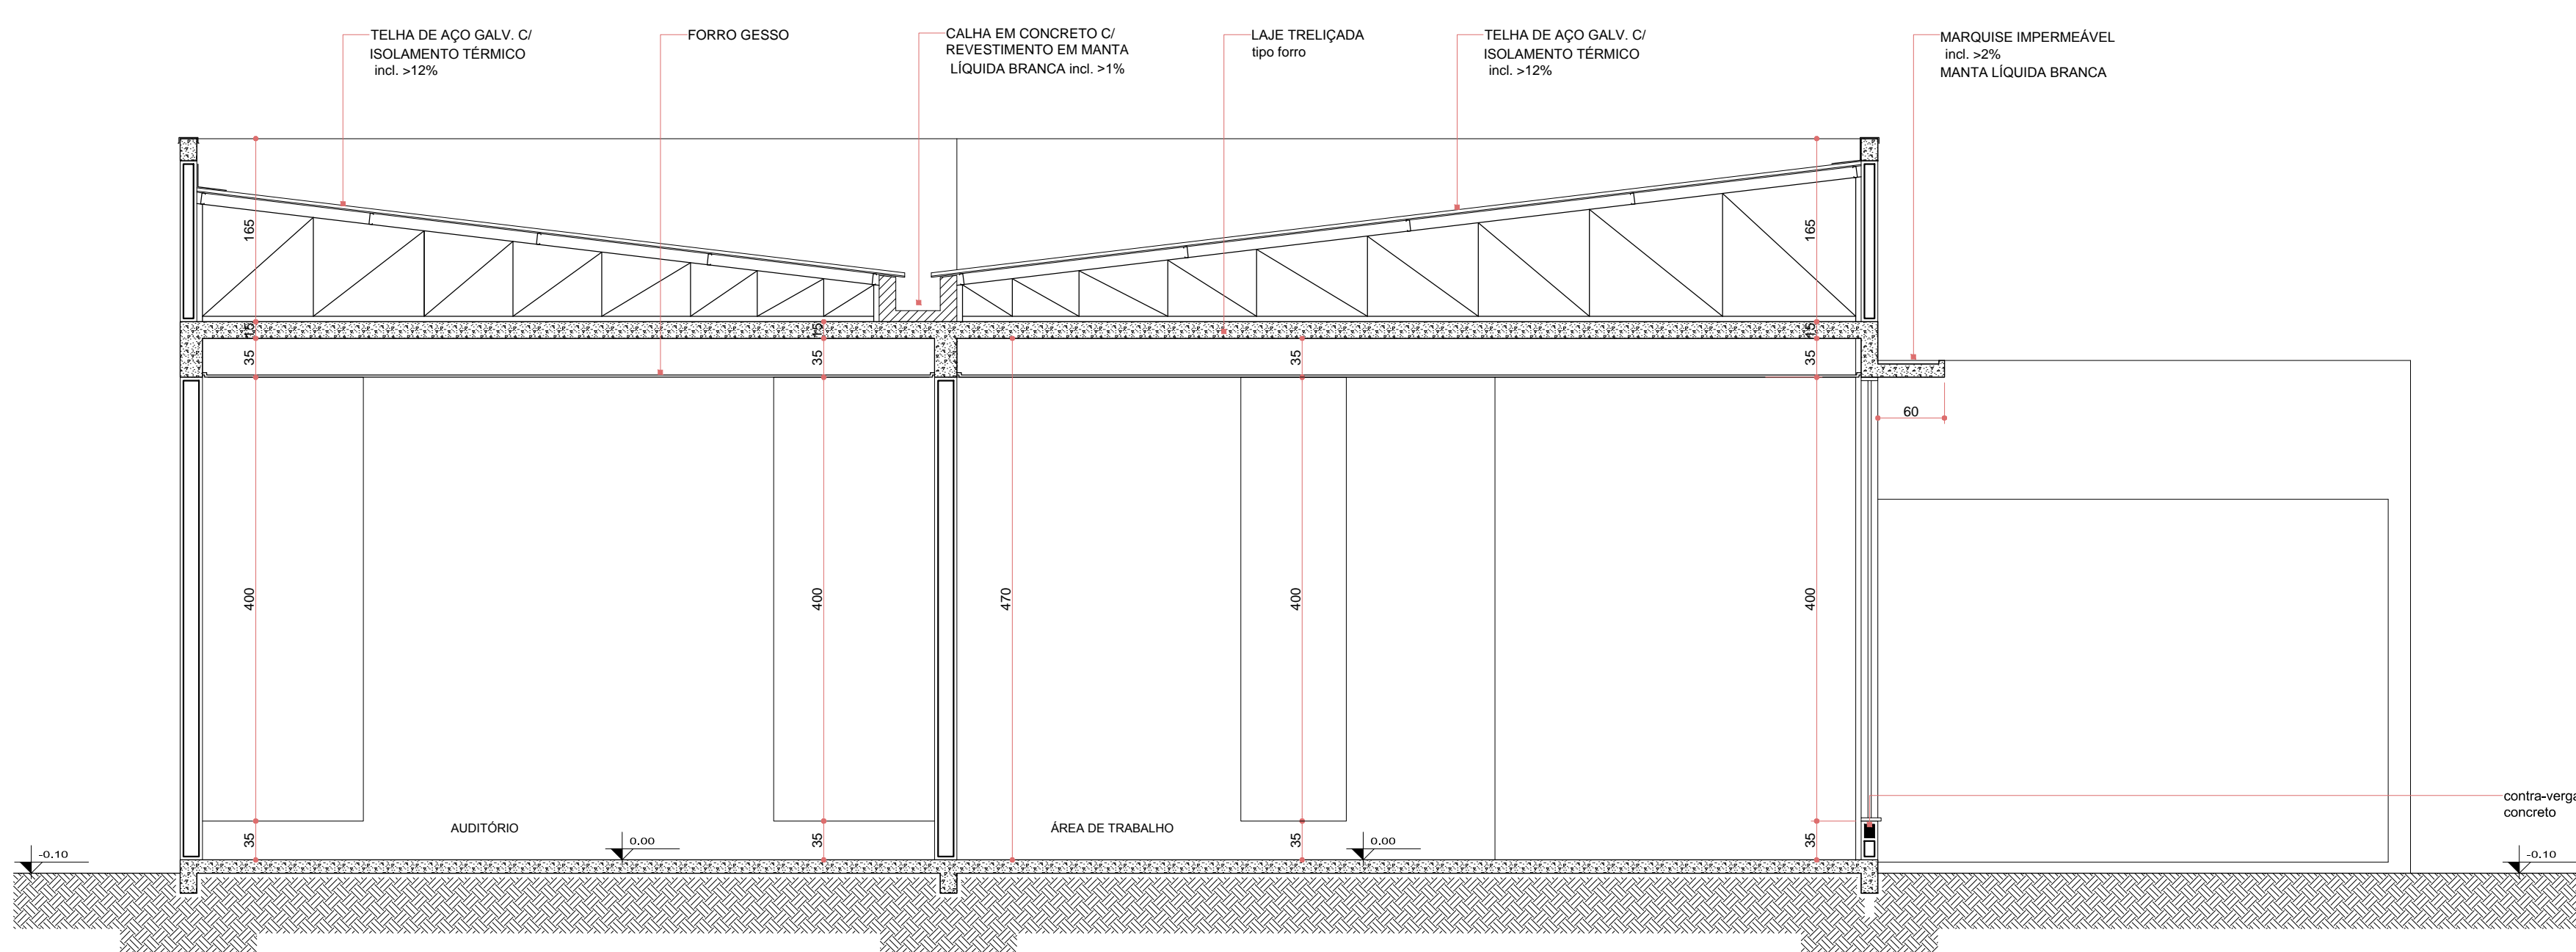 TELHA DE AÇO GALV. C/
ISOLAMENTO TÉRMICO
incl. >12%
FORRO GESSO
CALHA EM CONCRETO C/
REVESTIMENTO EM MANTA
LÍQUIDA BRANCA incl. >1%
LAJE TRELIÇADA
tipo forro
TELHA DE AÇO GALV. C/
ISOLAMENTO TÉRMICO
incl. >12%
MARQUISE IMPERMEÁVEL
incl. >2%
MANTA LÍQUIDA BRANCA
165
165
15
15
15
35
35
35
35
60
400
400
470
400
400
contra-verga
concreto
AUDITÓRIO
ÁREA DE TRABALHO
35
35
35
35
0.00
0.00
-0.10
-0.10